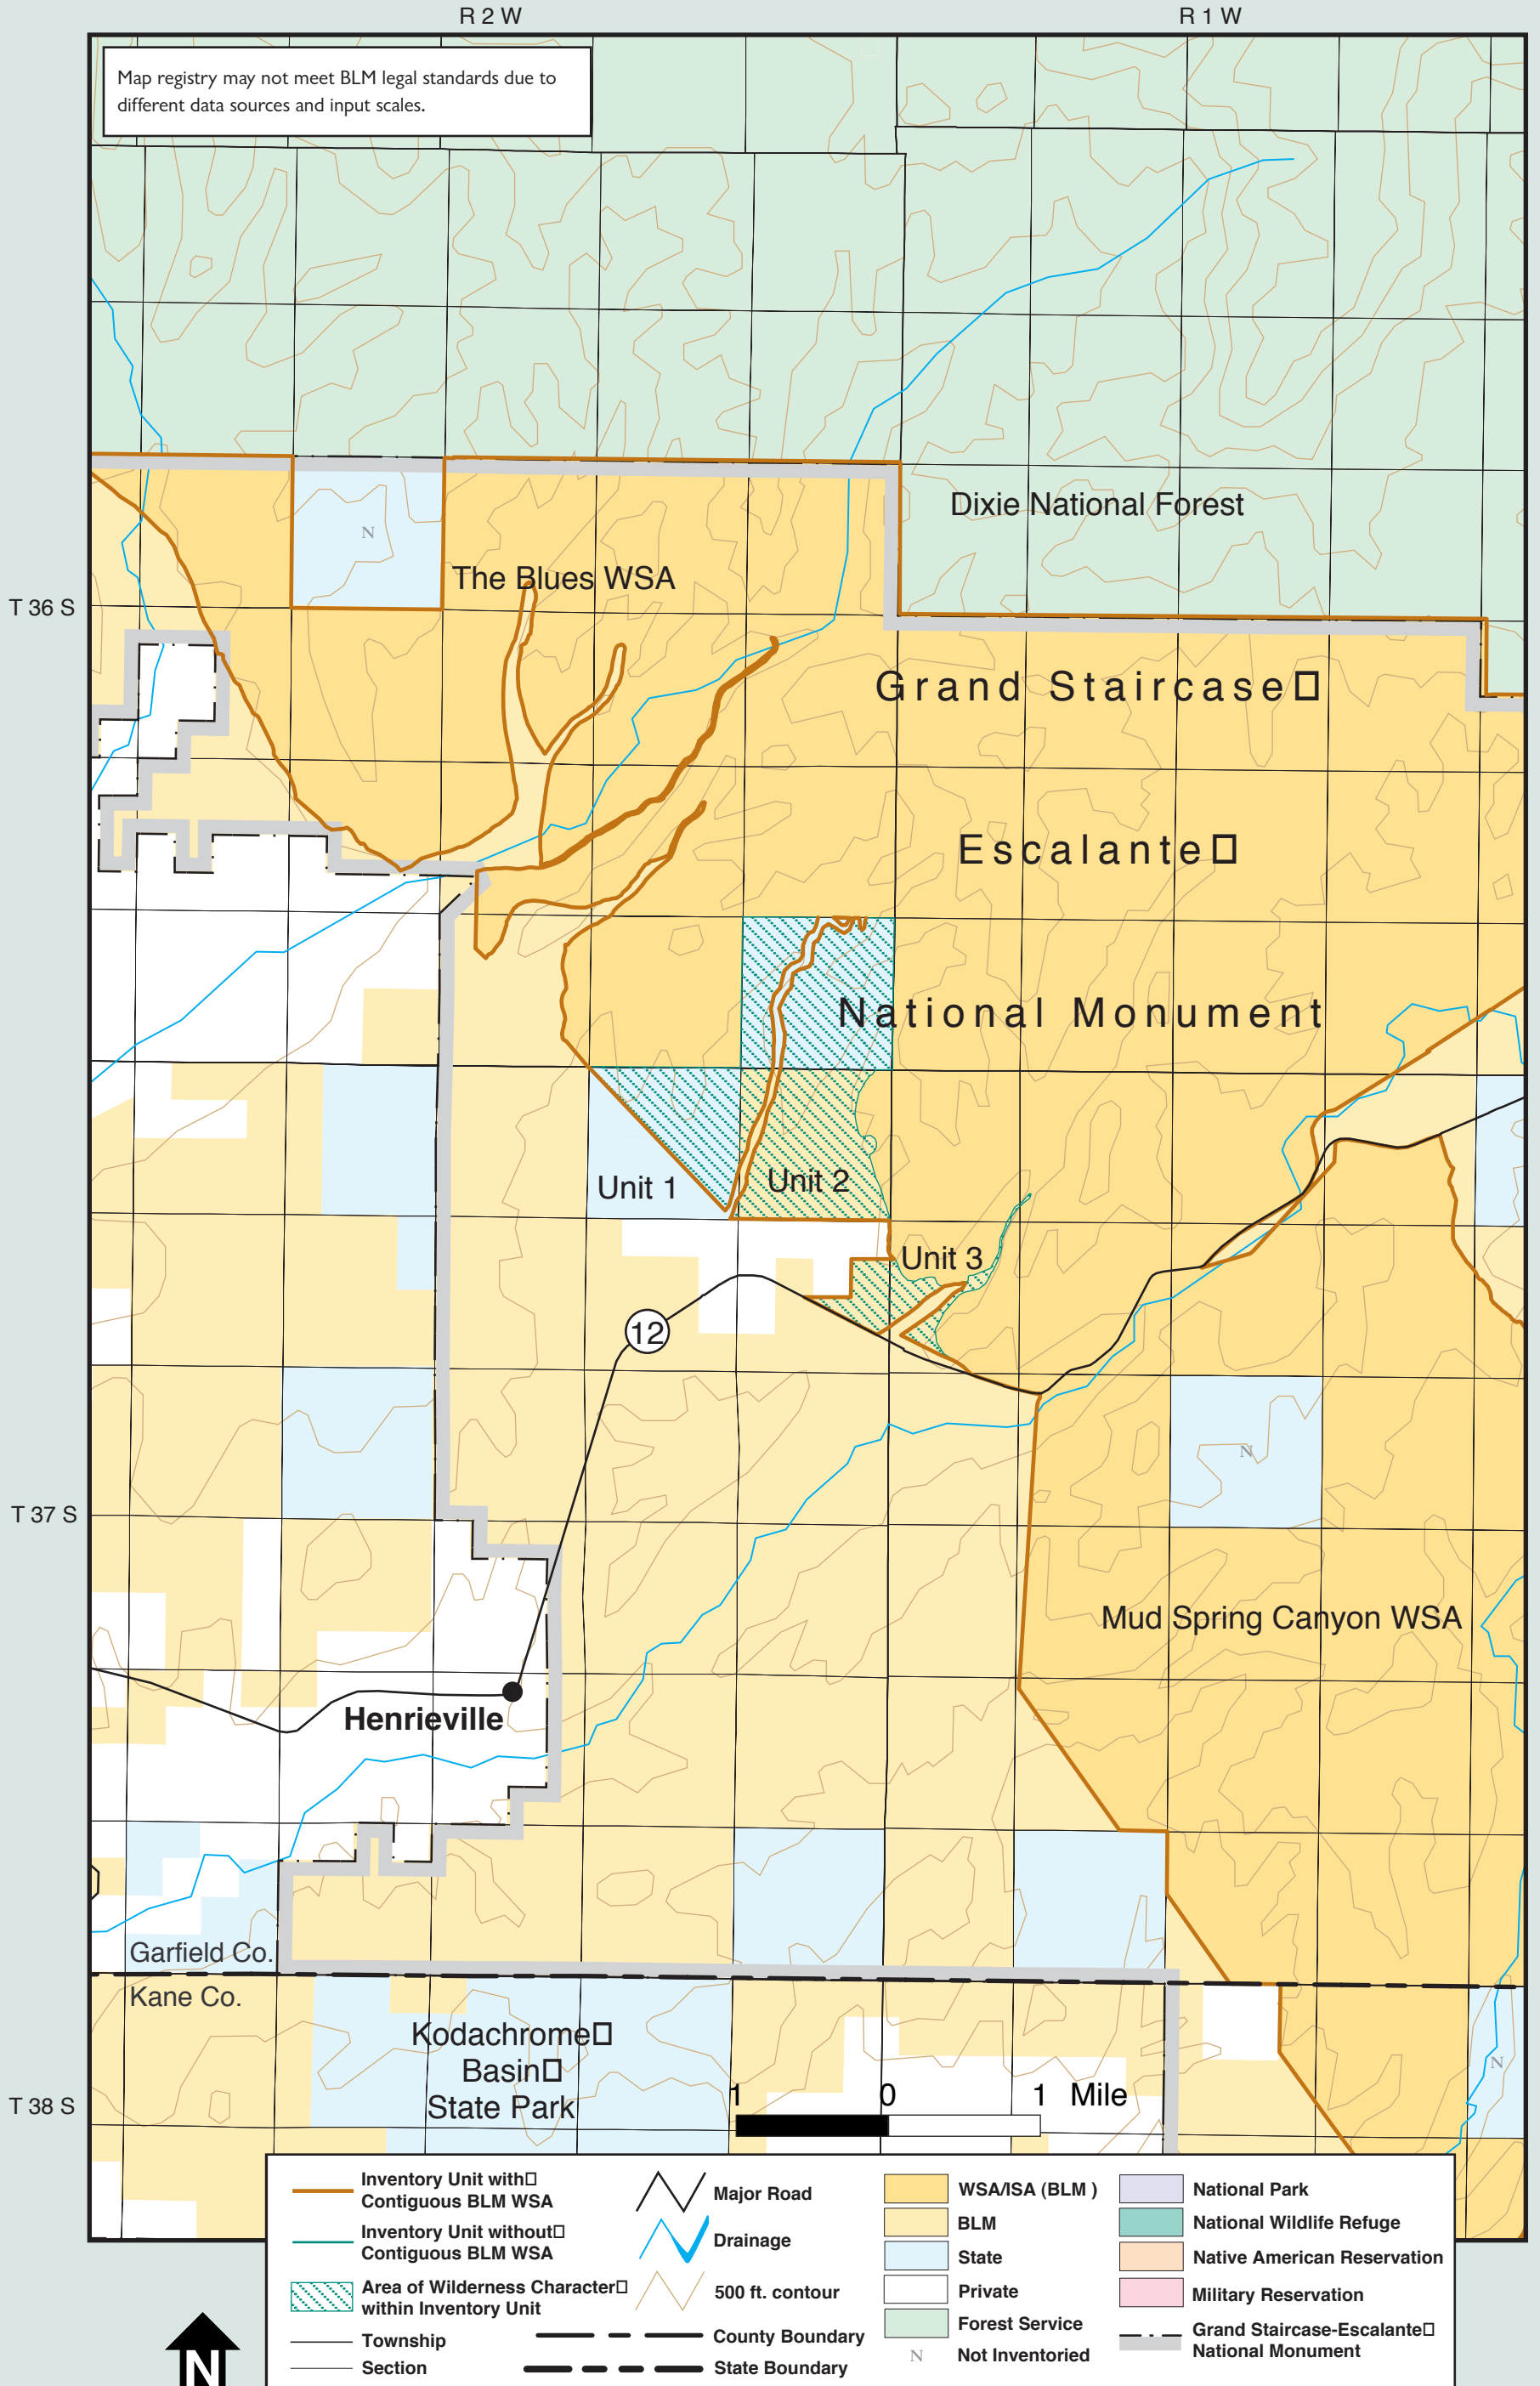 R 2 W
R 1 W
Map registry may not meet BLM legal standards due to
different data sources and input scales.
Dixie National Forest
N
The Blues WSA
T 36 S
Grand Staircase
Escalante
National Monument
Unit 1
Unit 2
Unit 3
12
N
T 37 S
Mud Spring Canyon WSA
Henrieville
Garfield Co.
Kane Co.
Kodachrome
Basin
State Park
N
T 38 S
1 0 1 Mile
Inventory Unit with
Contiguous BLM WSA
Inventory Unit without
Contiguous BLM WSA
Area of Wilderness Character
within Inventory Unit
Township
Section
Major Road
Drainage
500 ft. contour
County Boundary
State Boundary
WSA/ISA (BLM )
BLM
State
Private
Forest Service
N Not Inventoried
National Park
National Wildlife Refuge
Native American Reservation
Military Reservation
Grand Staircase-Escalante
National Monument
N